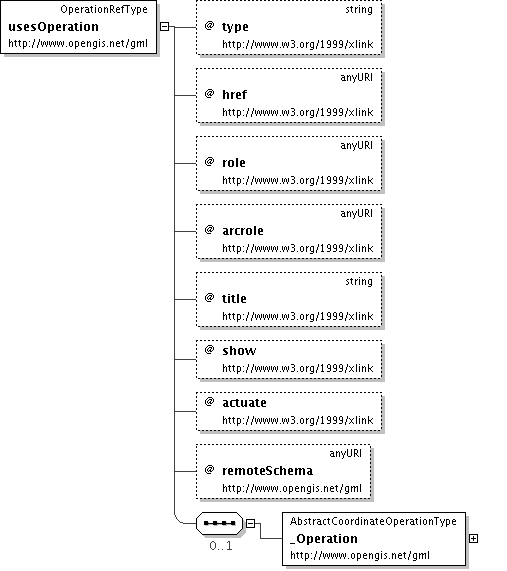 OperationRefType
usesOperation
http://www.opengis.net/gml
string
@ type
http://www.w3.org/1999/xlink
anyURI
@ href
http://www.w3.org/1999/xlink
anyURI
@ role
http://www.w3.org/1999/xlink
anyURI
@ arcrole
http://www.w3.org/1999/xlink
string
@ title
http://www.w3.org/1999/xlink
@ show
http://www.w3.org/1999/xlink
@ actuate
http://www.w3.org/1999/xlink
anyURI
@ remoteSchema
http://www.opengis.net/gml
0..1
AbstractCoordinateOperationType
_Operation
http://www.opengis.net/gml